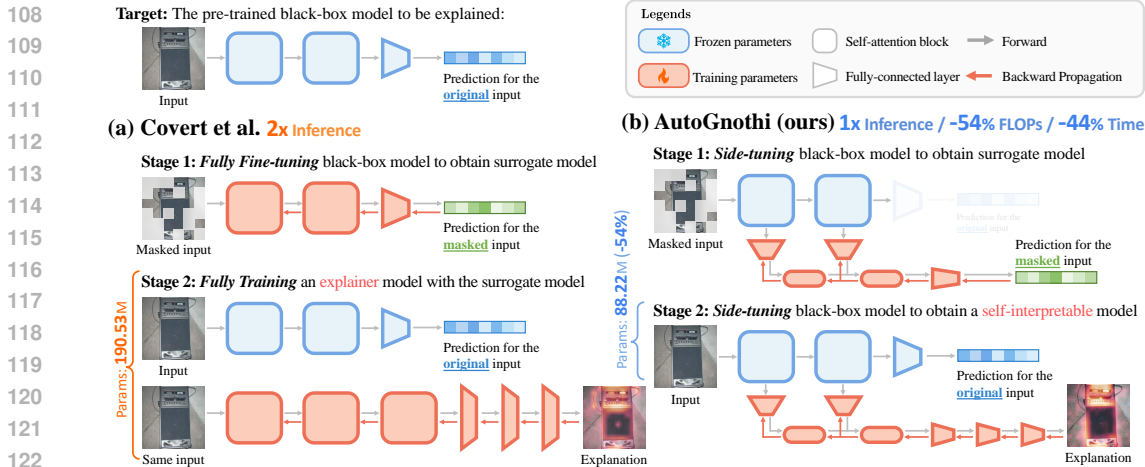 108
109
110
111
112
113
114
115
116
117
118
119
120
121
122
Target: The pre-trained black-box model to be explained:
Input
Prediction for the
original input
Legends
Frozen parameters
Self-attention block
Forward
Training parameters
Fully-connected layer
Backward Propagation
(a) Covert et al. 2x Inference
Stage 1: Fully Fine-tuning black-box model to obtain surrogate model
Masked input
Prediction for the
masked input
Stage 2: Fully Training an explainer model with the surrogate model
Params: 190.53M
Input
Prediction for the
original input
Same input
Explanation
(b) AutoGnothi (ours) 1x Inference / -54% FLOPs / -44% Time
Stage 1: Side-tuning black-box model to obtain surrogate model
Masked input
Prediction for the
original input
Prediction for the
masked input
Params: 88.22M (-54%)
Stage 2: Side-tuning black-box model to obtain a self-interpretable model
Input
Prediction for the
original input
Explanation